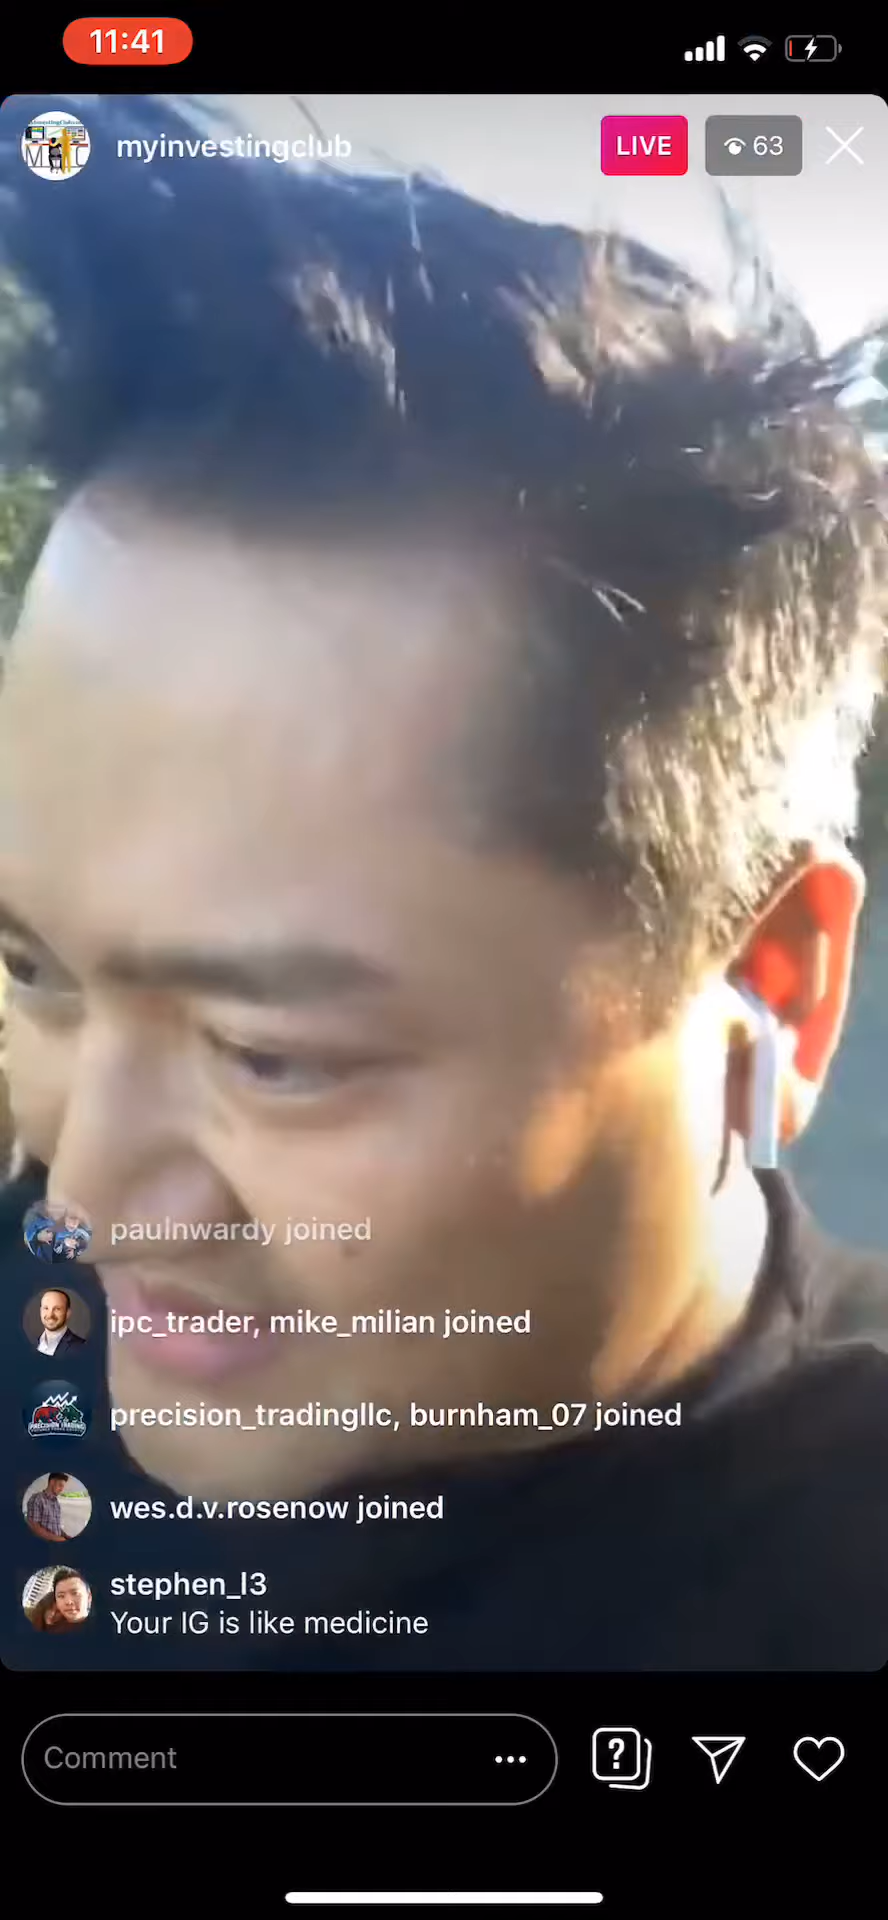 11:41
myinvestingclub
LIVE
63
paulnwardy joined
ipc_trader, mike_milian joined
precision_tradingllc, burnham_07 joined
wes.d.v.rosenow joined
stephen_l3
Your IG is like medicine
Comment
?